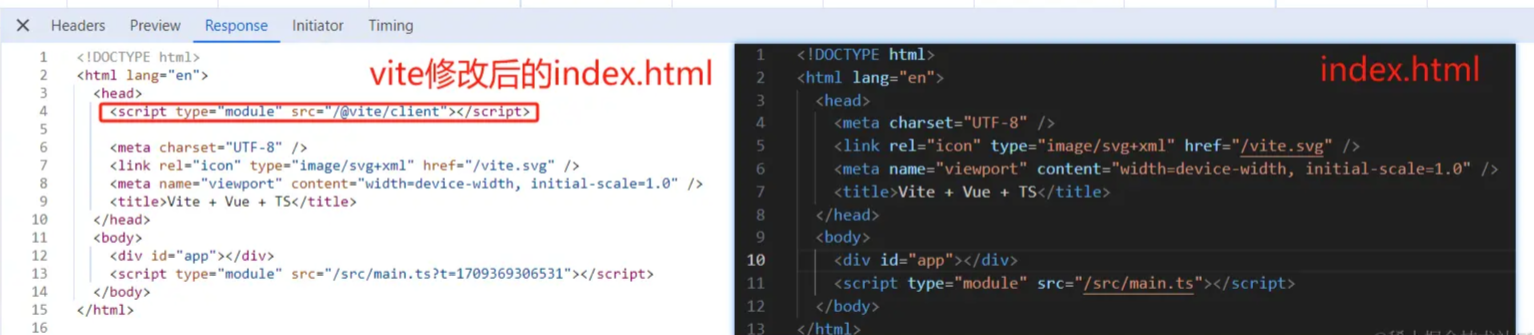 Headers Preview Response Initiator Timing
vite修改后的index.html
1 <!DOCTYPE html>
2 <html lang="en">
3 <head>
4 <script type="module" src="/@vite/client"></script>
5
6 <meta charset="UTF-8" />
7 <link rel="icon" type="image/svg+xml" href="/vite.svg" />
8 <meta name="viewport" content="width=device-width, initial-scale=1.0" />
9 <title>Vite + Vue + TS</title>
10 </head>
11 <body>
12 <div id="app"></div>
13 <script type="module" src="/src/main.ts?t=1709369306531"></script>
14 </body>
15 </html>
16
index.html
1 <!DOCTYPE html>
2 <html lang="en">
3 <head>
4 <meta charset="UTF-8" />
5 <link rel="icon" type="image/svg+xml" href="/vite.svg" />
6 <meta name="viewport" content="width=device-width, initial-scale=1.0" />
7 <title>Vite + Vue + TS</title>
8 </head>
9 <body>
10 <div id="app"></div>
11 <script type="module" src="/src/main.ts"></script>
12 </body>
13 </html>